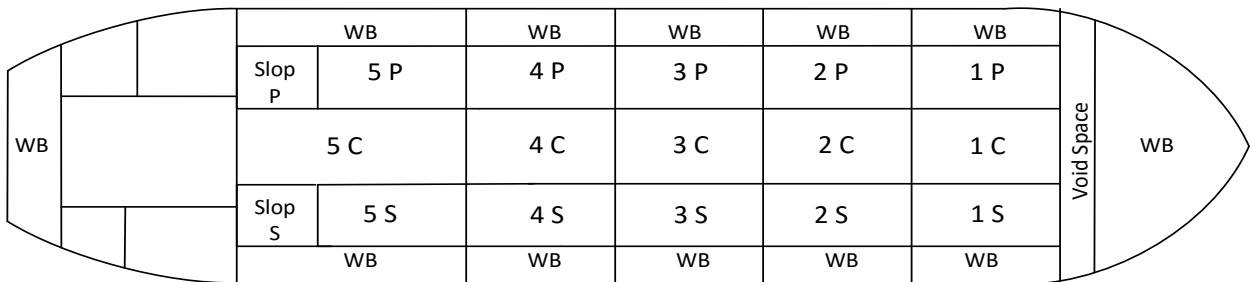 WB WB WB WB WB
Slop
P
5 P 4 P 3 P 2 P 1 P
WB 5 C 4 C 3 C 2 C 1 C Void Space WB
Slop
S
5 S 4 S 3 S 2 S 1 S
WB WB WB WB WB